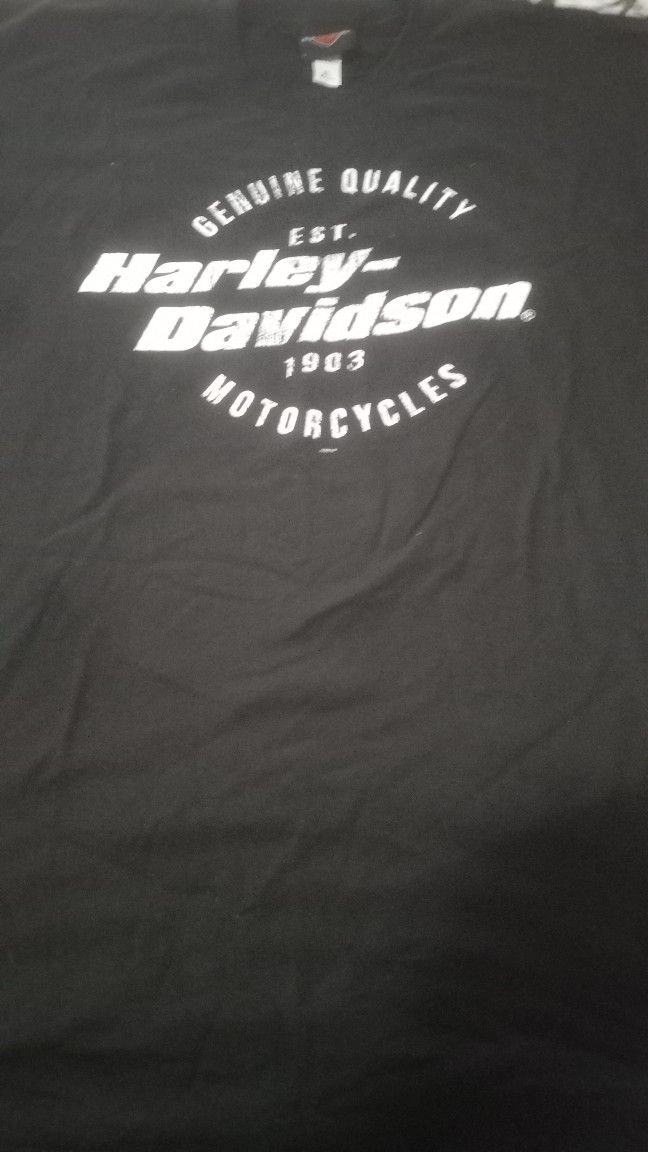 GENUINE QUALITY
EST.
Harley-
Davidson®
1903
MOTORCYCLES